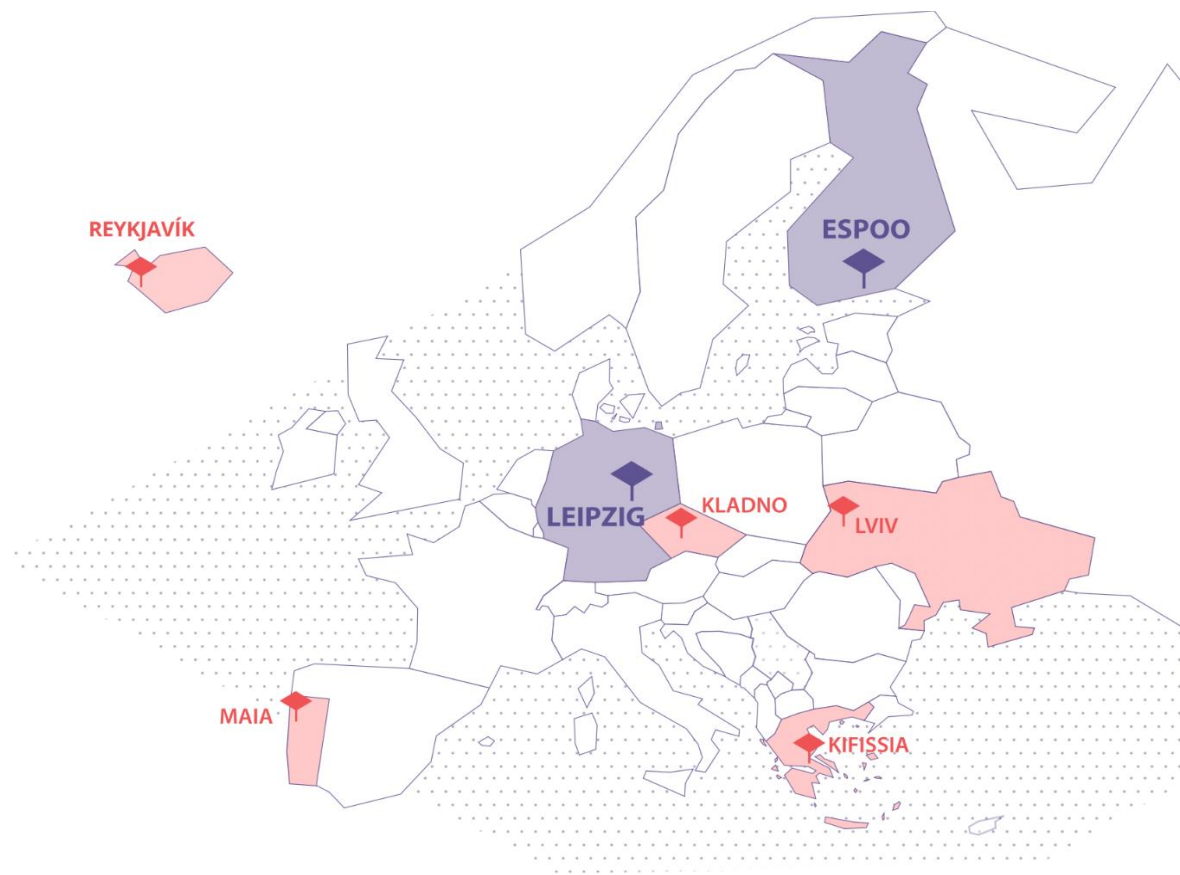 REYKJAVÍK
ESPOO
KLADNO
LEIPZIG
LVIV
MAIA
KIFISSIA